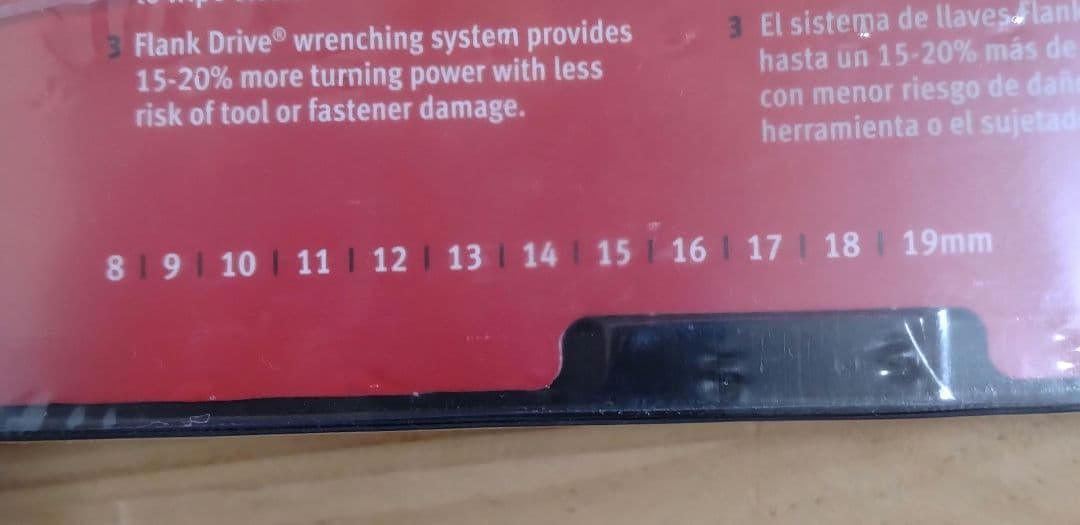 3 Flank Drive® wrenching system provides
15-20% more turning power with less
risk of tool or fastener damage.
3 El sistema de llaves Flank
hasta un 15-20% más de
con menor riesgo de
herramienta o el
8 | 9 | 10 | 11 | 12 | 13 | 14 | 15 | 16 | 17 | 18 | 19mm